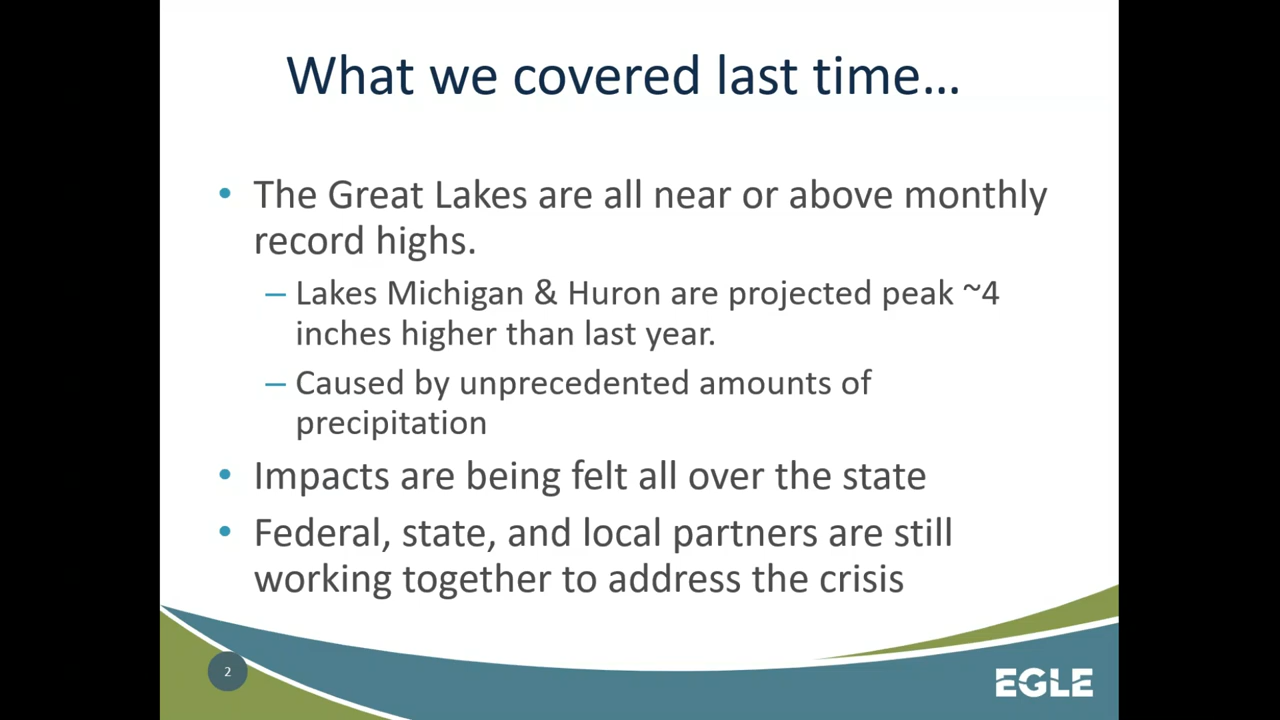 What we covered last time...
• The Great Lakes are all near or above monthly
record highs.
– Lakes Michigan & Huron are projected peak ~4
inches higher than last year.
– Caused by unprecedented amounts of
precipitation
• Impacts are being felt all over the state
• Federal, state, and local partners are still
working together to address the crisis
2
EGLE